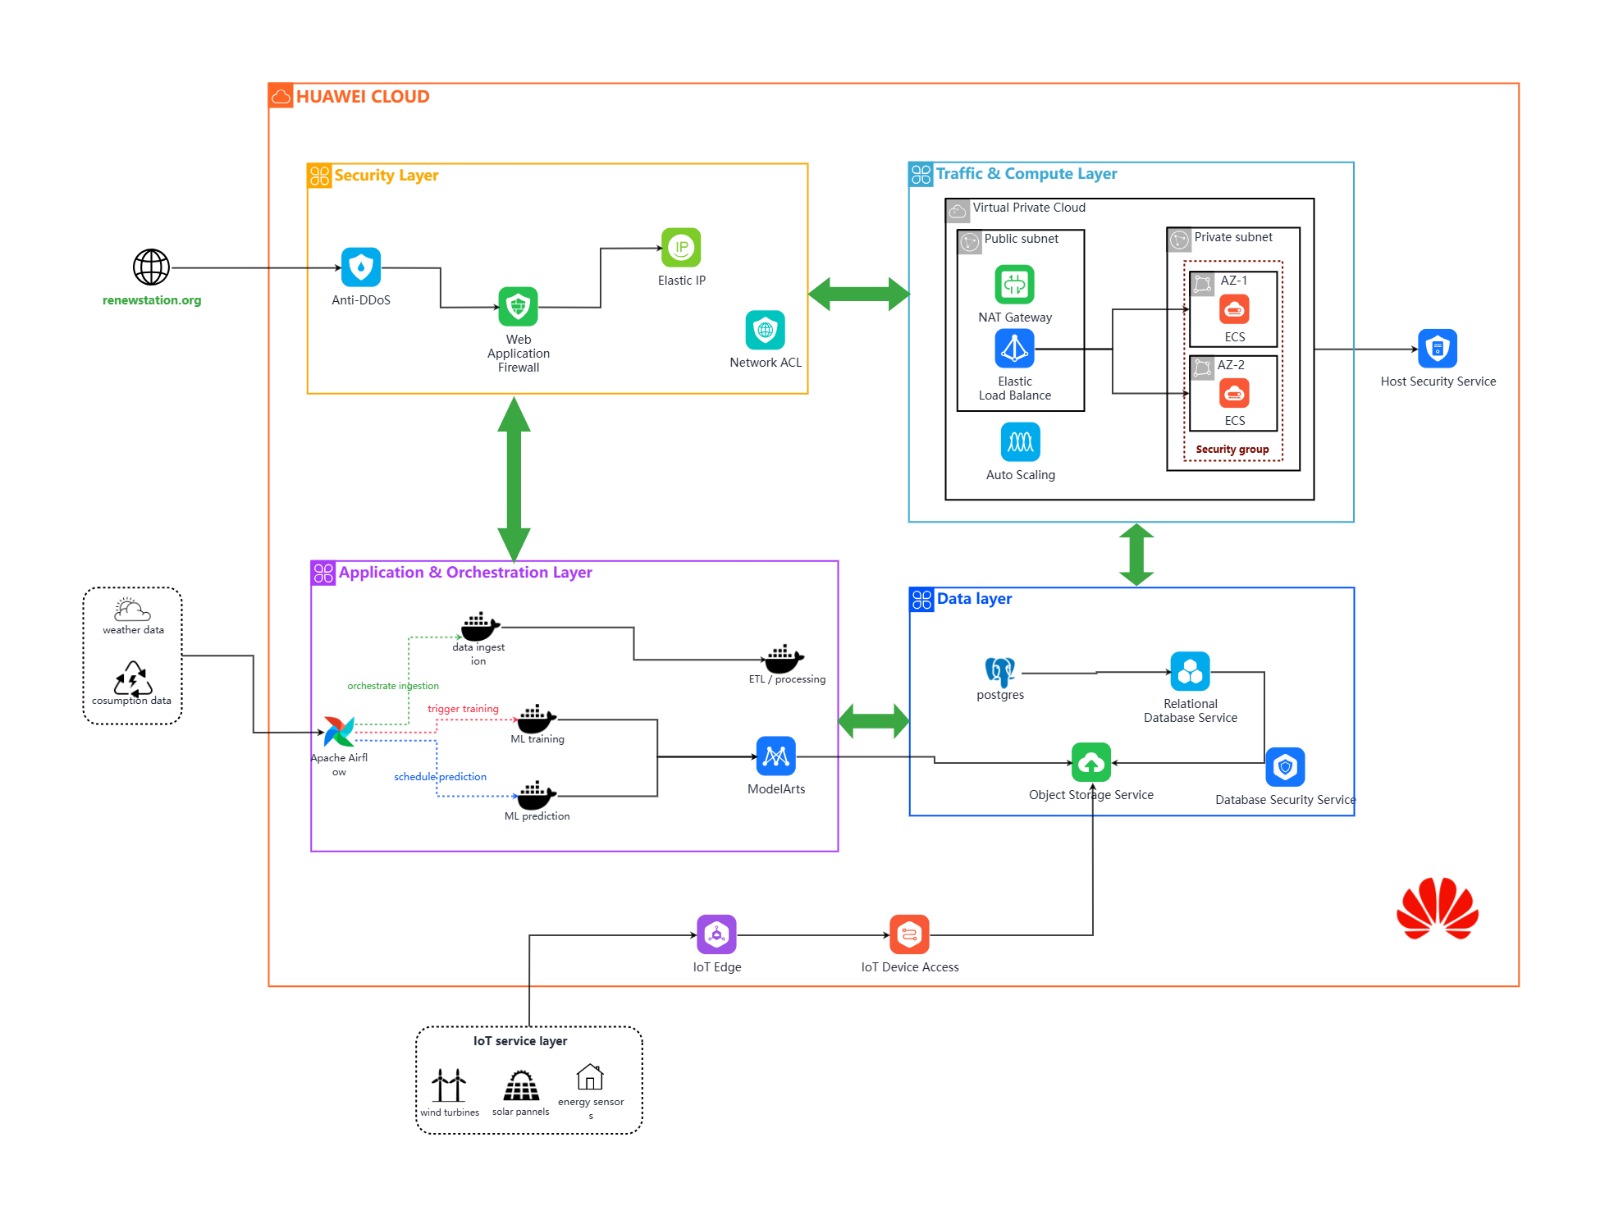 HUAWEI CLOUD
Security Layer
Traffic & Compute Layer
Virtual Private Cloud
Public subnet
Private subnet
renewstation.org
Anti-DDoS
Web
Application
Firewall
IP
Elastic IP
Network ACL
NAT Gateway
Elastic
Load Balance
Auto Scaling
AZ-1
ECS
AZ-2
ECS
Security group
Host Security Service
Application & Orchestration Layer
Data layer
weather data
cosumption data
data ingest
ion
ETL / processing
orchestrate ingestion
trigger training
ML training
Apache Airfl
ow
schedule prediction
ML prediction
ModelArts
postgres
Relational
Database Service
Object Storage Service
Database Security Service
IoT Edge
IoT Device Access
IoT service layer
wind turbines
solar pannels
energy sensor
s